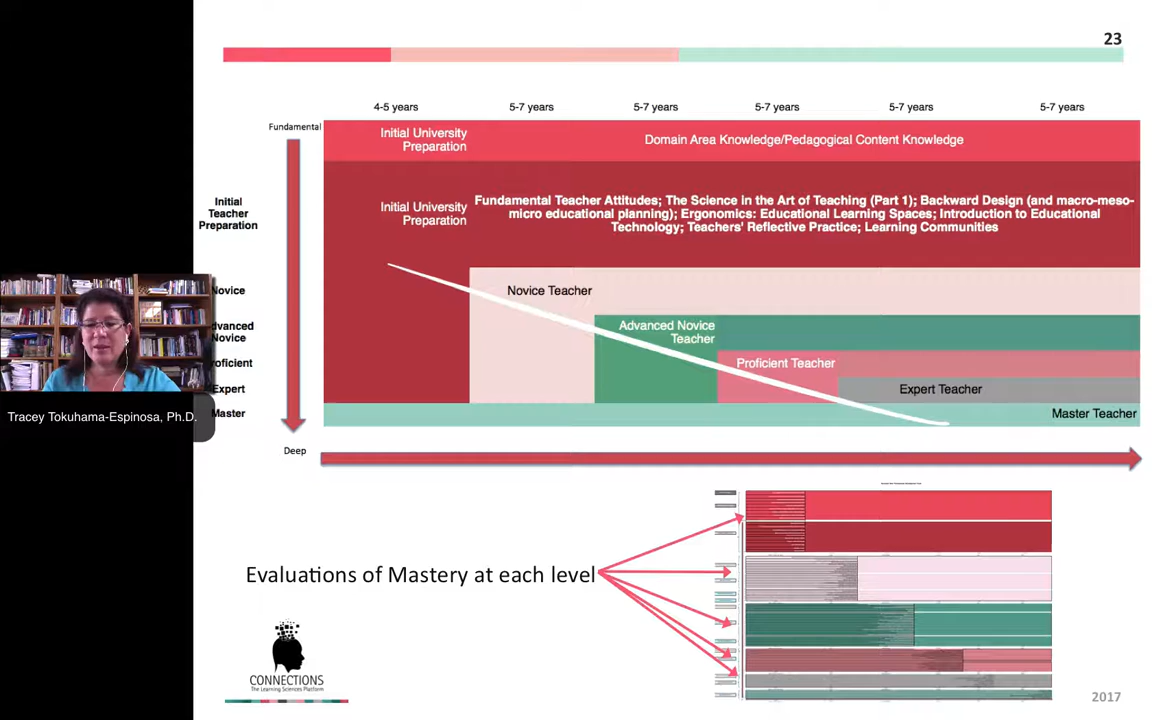 23
4-5 years
5-7 years
5-7 years
5-7 years
5-7 years
5-7 years
Fundamental
Initial University
Preparation
Domain Area Knowledge/Pedagogical Content Knowledge
Initial
Teacher
Preparation
Initial University
Preparation
Fundamental Teacher Attitudes; The Science in the Art of Teaching (Part 1); Backward Design (and macro-meso-
micro educational planning); Ergonomics: Educational Learning Spaces; Introduction to Educational
Technology; Teachers' Reflective Practice; Learning Communities
Novice
Novice Teacher
dvanced
Novice
Advanced Novice
Teacher
roficient
Proficient Teacher
Expert
Expert Teacher
Master
Master Teacher
Tracey Tokuhama-Espinosa, Ph.D.
Deep
Evaluations of Mastery at each level
CONNECTIONS
The Learning Sciences Platform
2017